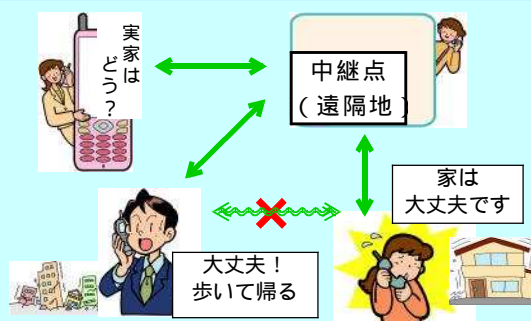 実家は
どう？
中継点
（遠隔地）
家は
大丈夫です
大丈夫！
歩いて帰る